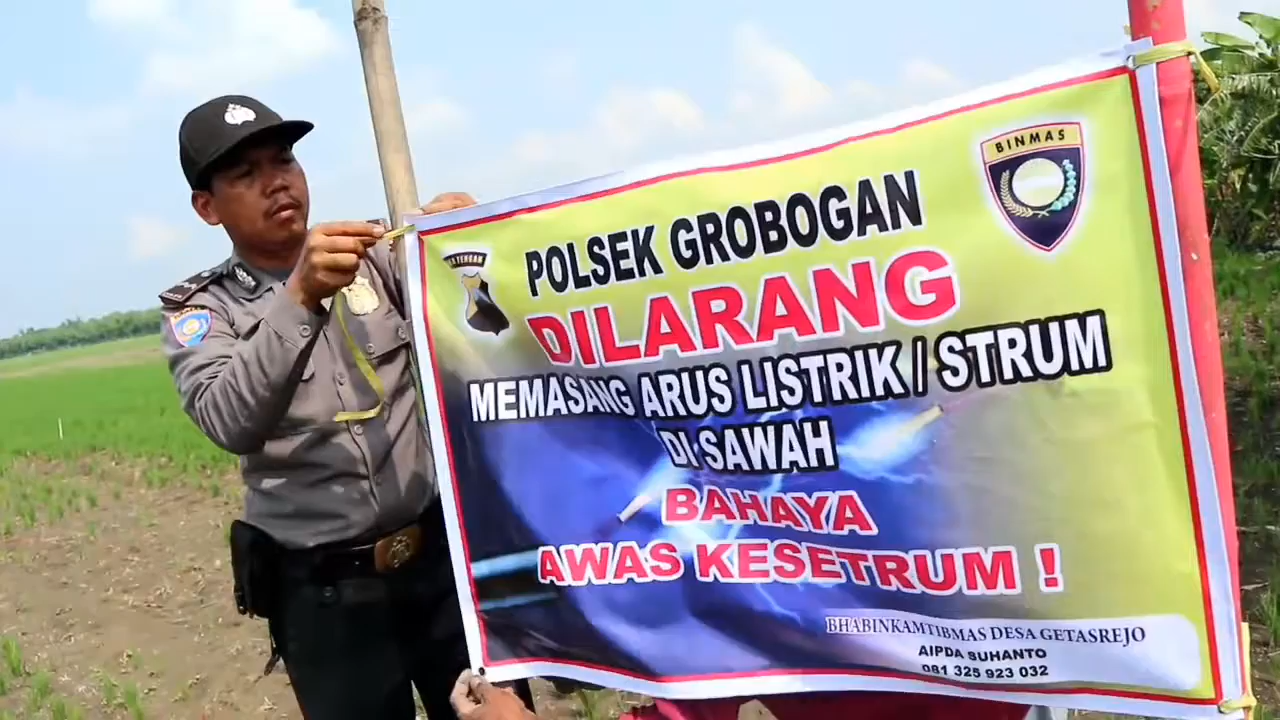 POLSEK GROBOGAN
BINMAS
DILARANG
MEMASANG ARUS LISTRIK / STRUM
DI SAWAH
BAHAYA
AWAS KESETRUM !
BHABINKAMTIBMAS DESA GETASREJO
AIPDA SUHANTO
081 325 923 032